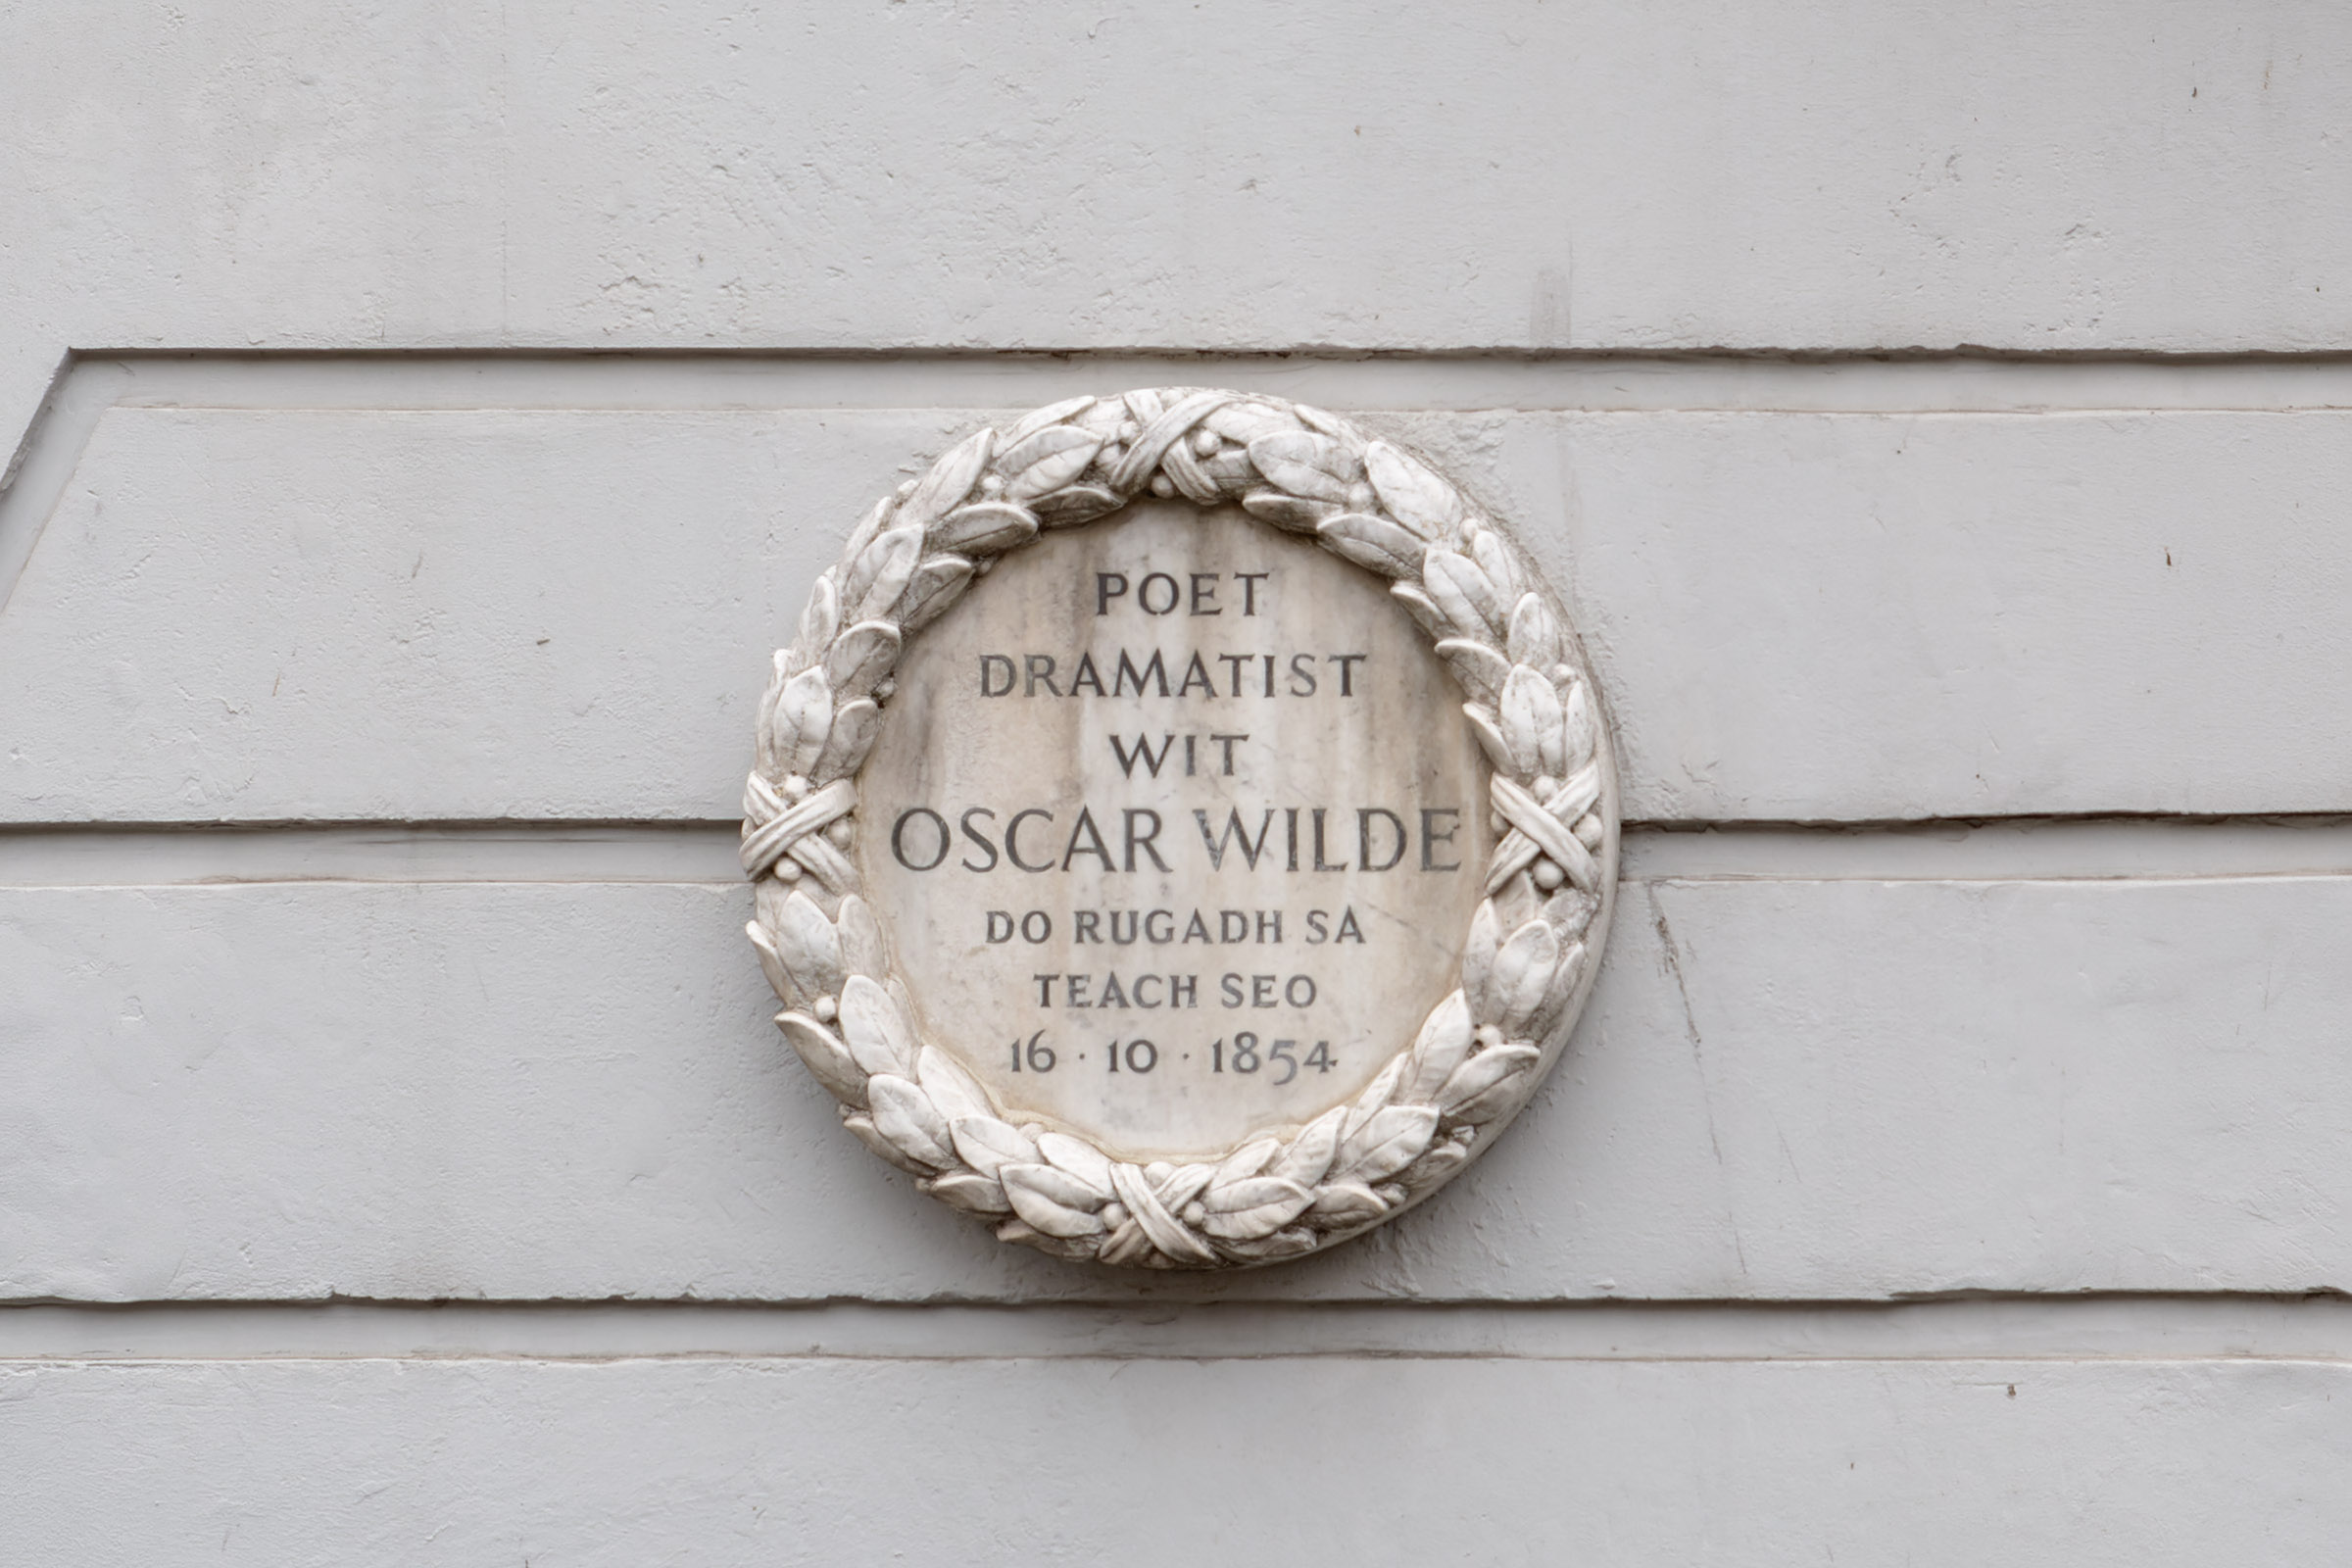 POET
DRAMATIST
WIT
OSCAR WILDE
DO RUGADH SA
TEACH SEO
16 · 10 · 1854